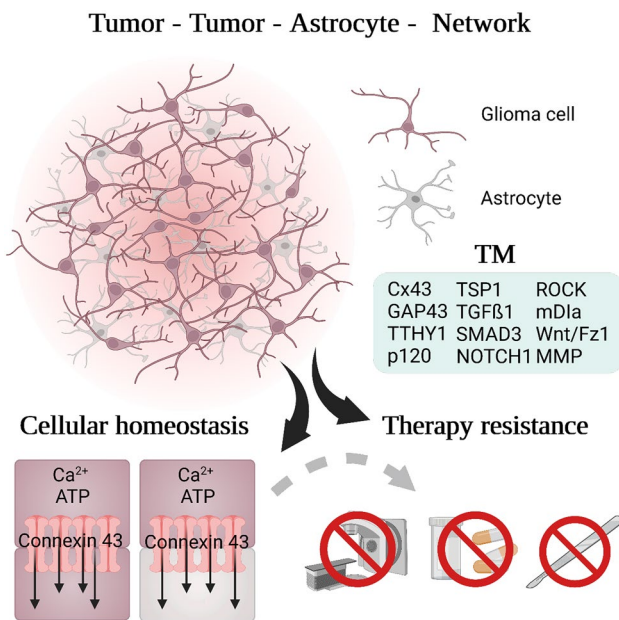 Tumor - Tumor - Astrocyte - Network
Glioma cell
Astrocyte
TM
Cx43 TSP1 ROCK
GAP43 TGFß1 mDIa
TTHY1 SMAD3 Wnt/Fz1
p120 NOTCH1 MMP
Cellular homeostasis
Therapy resistance
Ca²⁺ Ca²⁺
ATP ATP
Connexin 43 Connexin 43